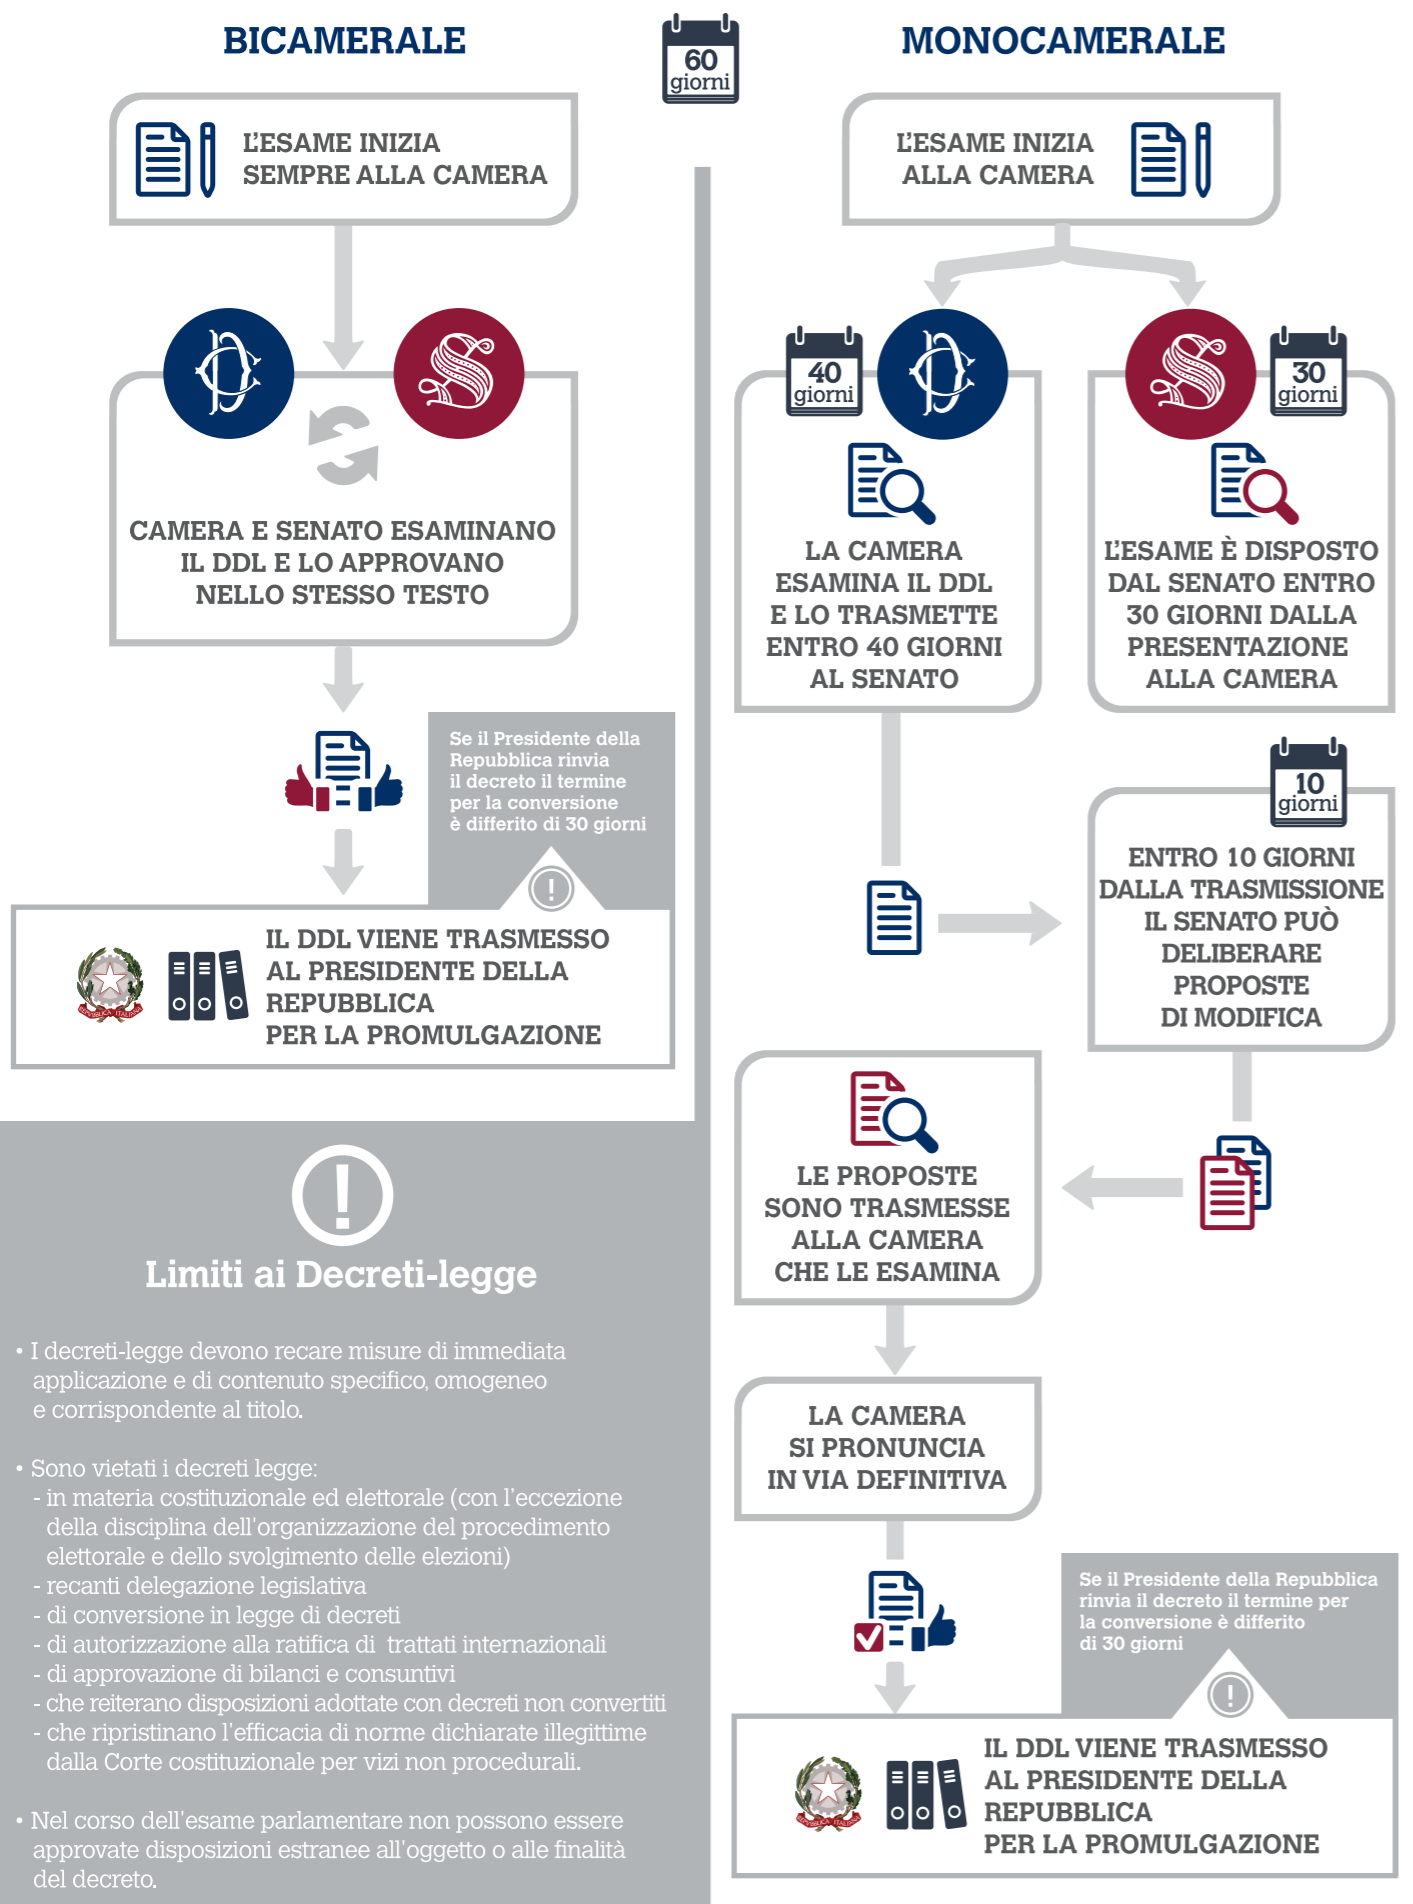 BICAMERALE
60
giorni
MONOCAMERALE
L'ESAME INIZIA
SEMPRE ALLA CAMERA
CAMERA E SENATO ESAMINANO
IL DDL E LO APPROVANO
NELLO STESSO TESTO
Se il Presidente della
Repubblica rinvia
il decreto il termine
per la conversione
è differito di 30 giorni
!
IL DDL VIENE TRASMESSO
AL PRESIDENTE DELLA
REPUBBLICA
PER LA PROMULGAZIONE
REPVBBLICA ITALIANA
!
Limiti ai Decreti-legge
• I decreti-legge devono recare misure di immediata
applicazione e di contenuto specifico, omogeneo
e corrispondente al titolo.
• Sono vietati i decreti legge:
- in materia costituzionale ed elettorale (con l'eccezione
della disciplina dell'organizzazione del procedimento
elettorale e dello svolgimento delle elezioni)
- recanti delegazione legislativa
- di conversione in legge di decreti
- di autorizzazione alla ratifica di trattati internazionali
- di approvazione di bilanci e consuntivi
- che reiterano disposizioni adottate con decreti non convertiti
- che ripristinano l'efficacia di norme dichiarate illegittime
dalla Corte costituzionale per vizi non procedurali.
• Nel corso dell'esame parlamentare non possono essere
approvate disposizioni estranee all'oggetto o alle finalità
del decreto.
L'ESAME INIZIA
ALLA CAMERA
40
giorni
LA CAMERA
ESAMINA IL DDL
E LO TRASMETTE
ENTRO 40 GIORNI
AL SENATO
30
giorni
L'ESAME È DISPOSTO
DAL SENATO ENTRO
30 GIORNI DALLA
PRESENTAZIONE
ALLA CAMERA
10
giorni
ENTRO 10 GIORNI
DALLA TRASMISSIONE
IL SENATO PUÒ
DELIBERARE
PROPOSTE
DI MODIFICA
LE PROPOSTE
SONO TRASMESSE
ALLA CAMERA
CHE LE ESAMINA
LA CAMERA
SI PRONUNCIA
IN VIA DEFINITIVA
Se il Presidente della Repubblica
rinvia il decreto il termine per
la conversione è differito
di 30 giorni
!
IL DDL VIENE TRASMESSO
AL PRESIDENTE DELLA
REPUBBLICA
PER LA PROMULGAZIONE
REPVBBLICA ITALIANA